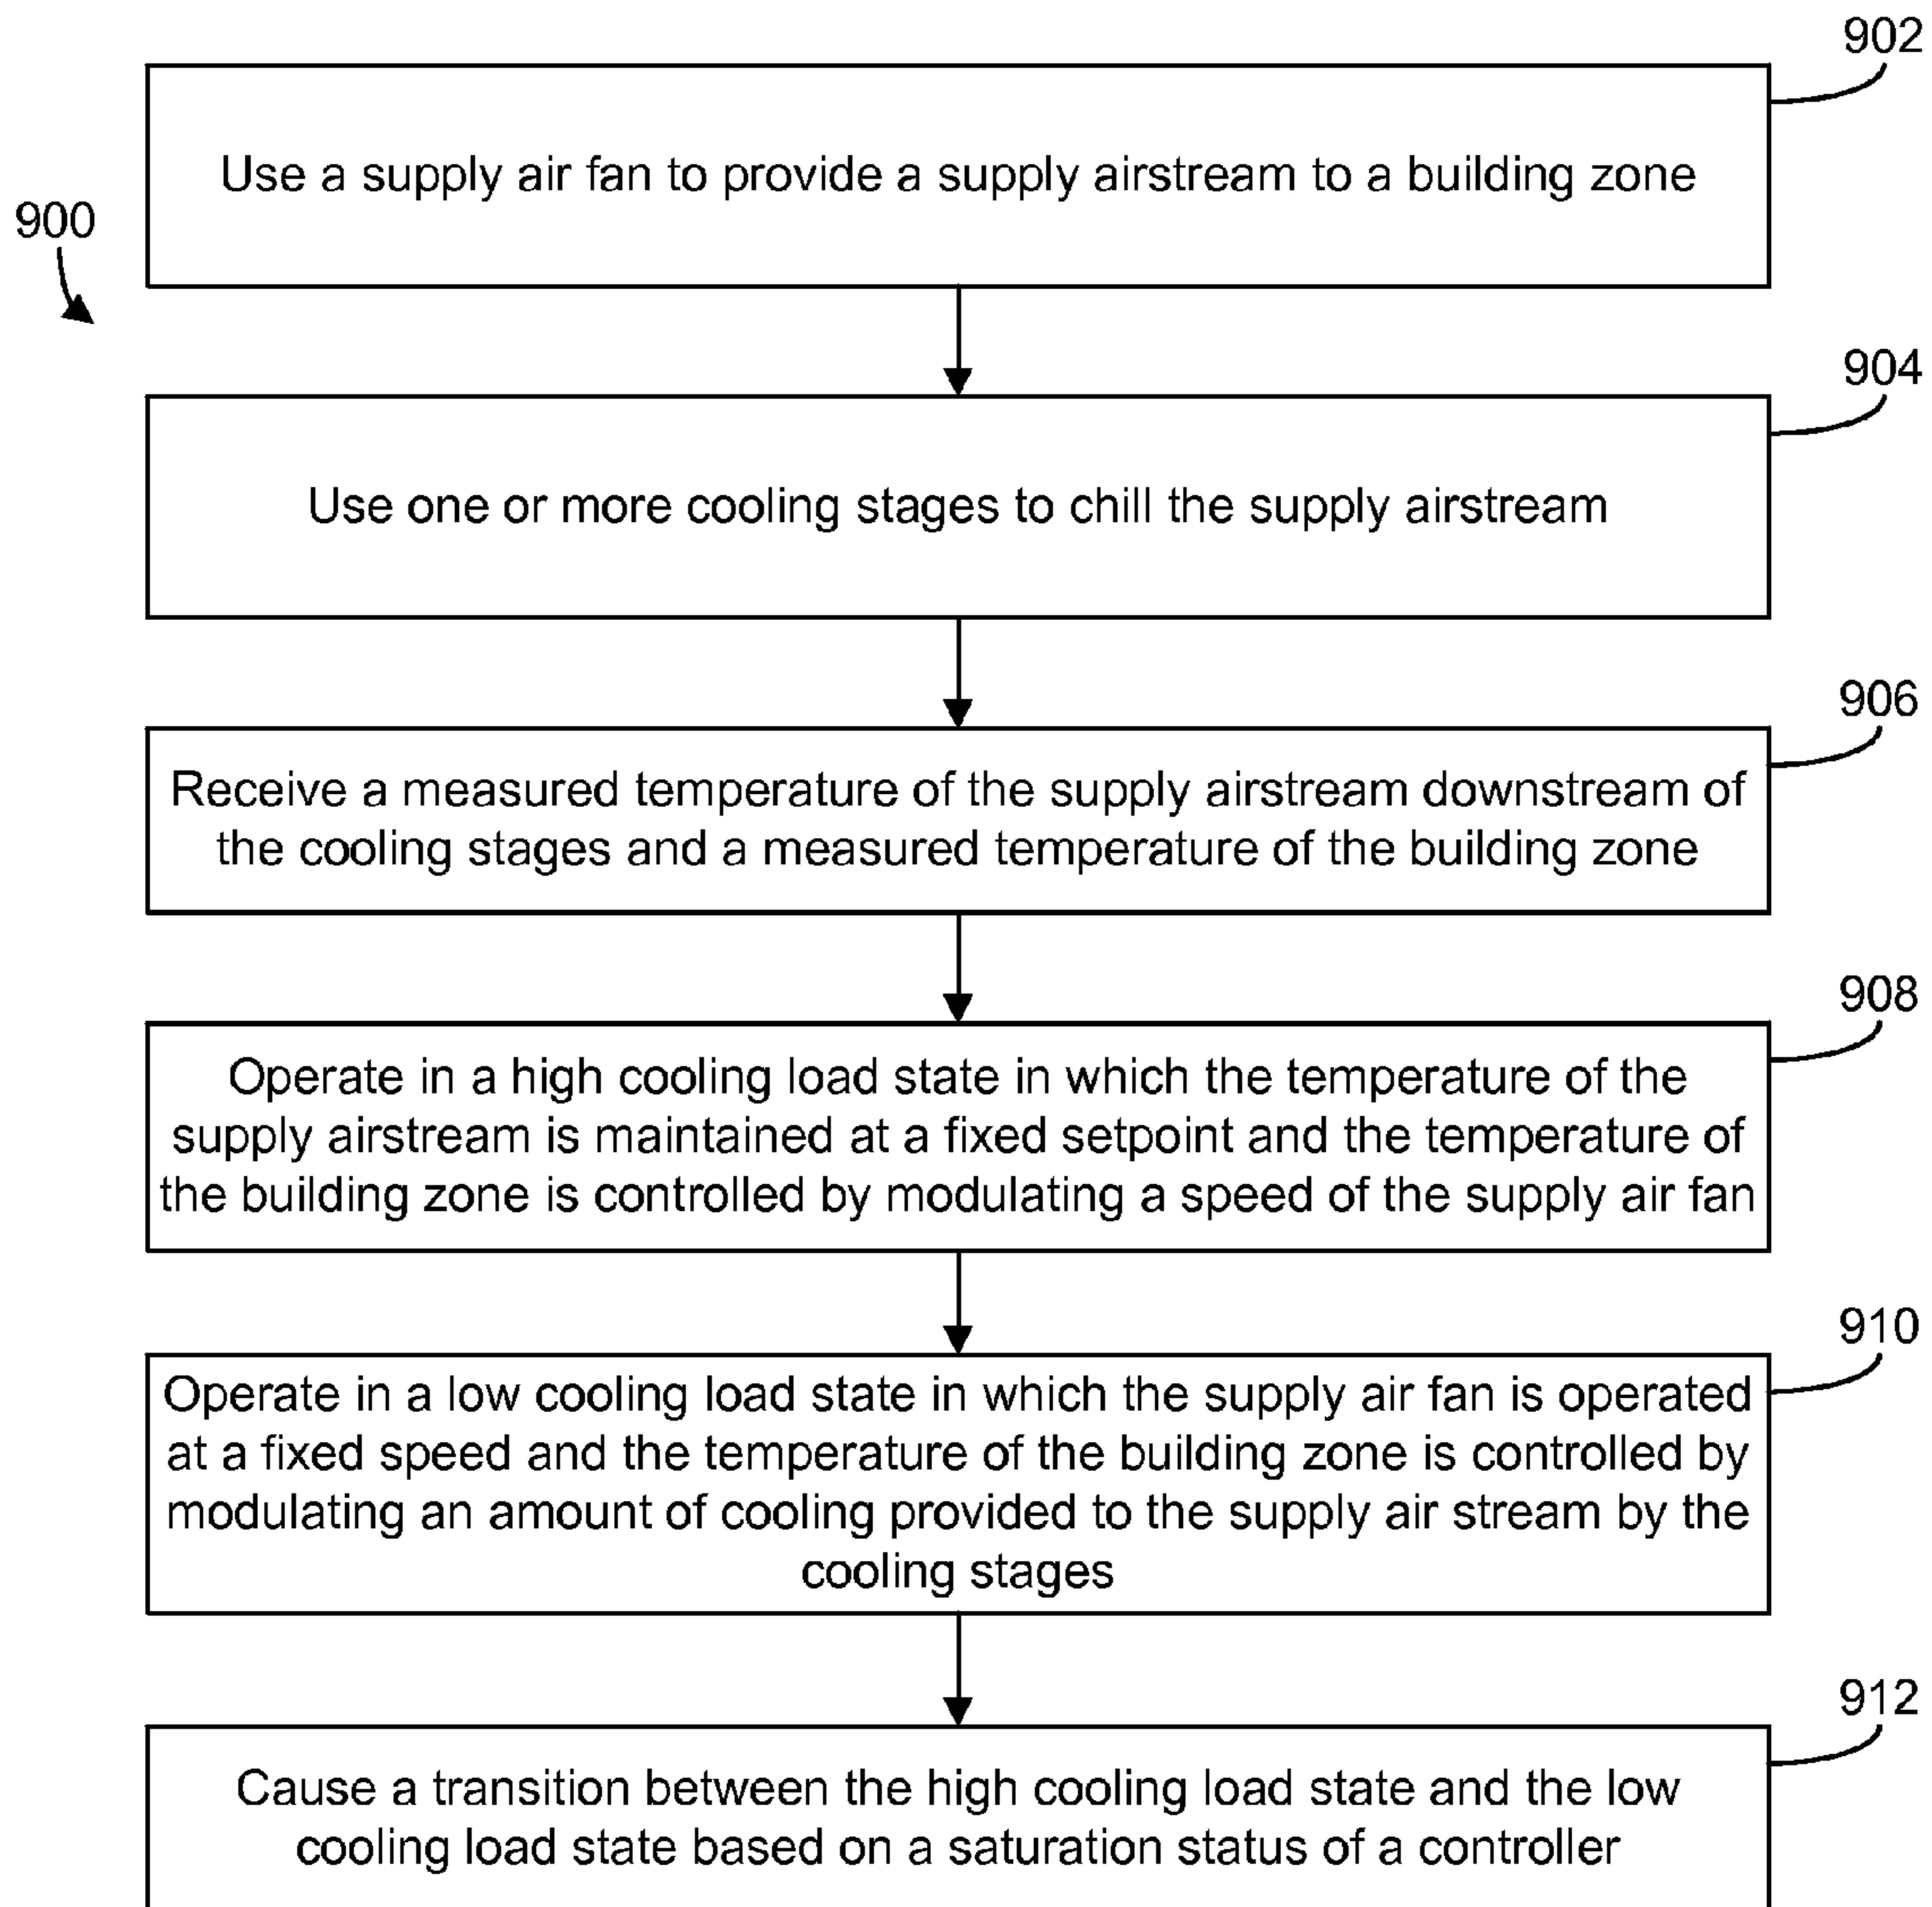 902
Use a supply air fan to provide a supply airstream to a building zone
900
904
Use one or more cooling stages to chill the supply airstream
906
Receive a measured temperature of the supply airstream downstream of
the cooling stages and a measured temperature of the building zone
908
Operate in a high cooling load state in which the temperature of the
supply airstream is maintained at a fixed setpoint and the temperature of
the building zone is controlled by modulating a speed of the supply air fan
910
Operate in a low cooling load state in which the supply air fan is operated
at a fixed speed and the temperature of the building zone is controlled by
modulating an amount of cooling provided to the supply air stream by the
cooling stages
912
Cause a transition between the high cooling load state and the low
cooling load state based on a saturation status of a controller